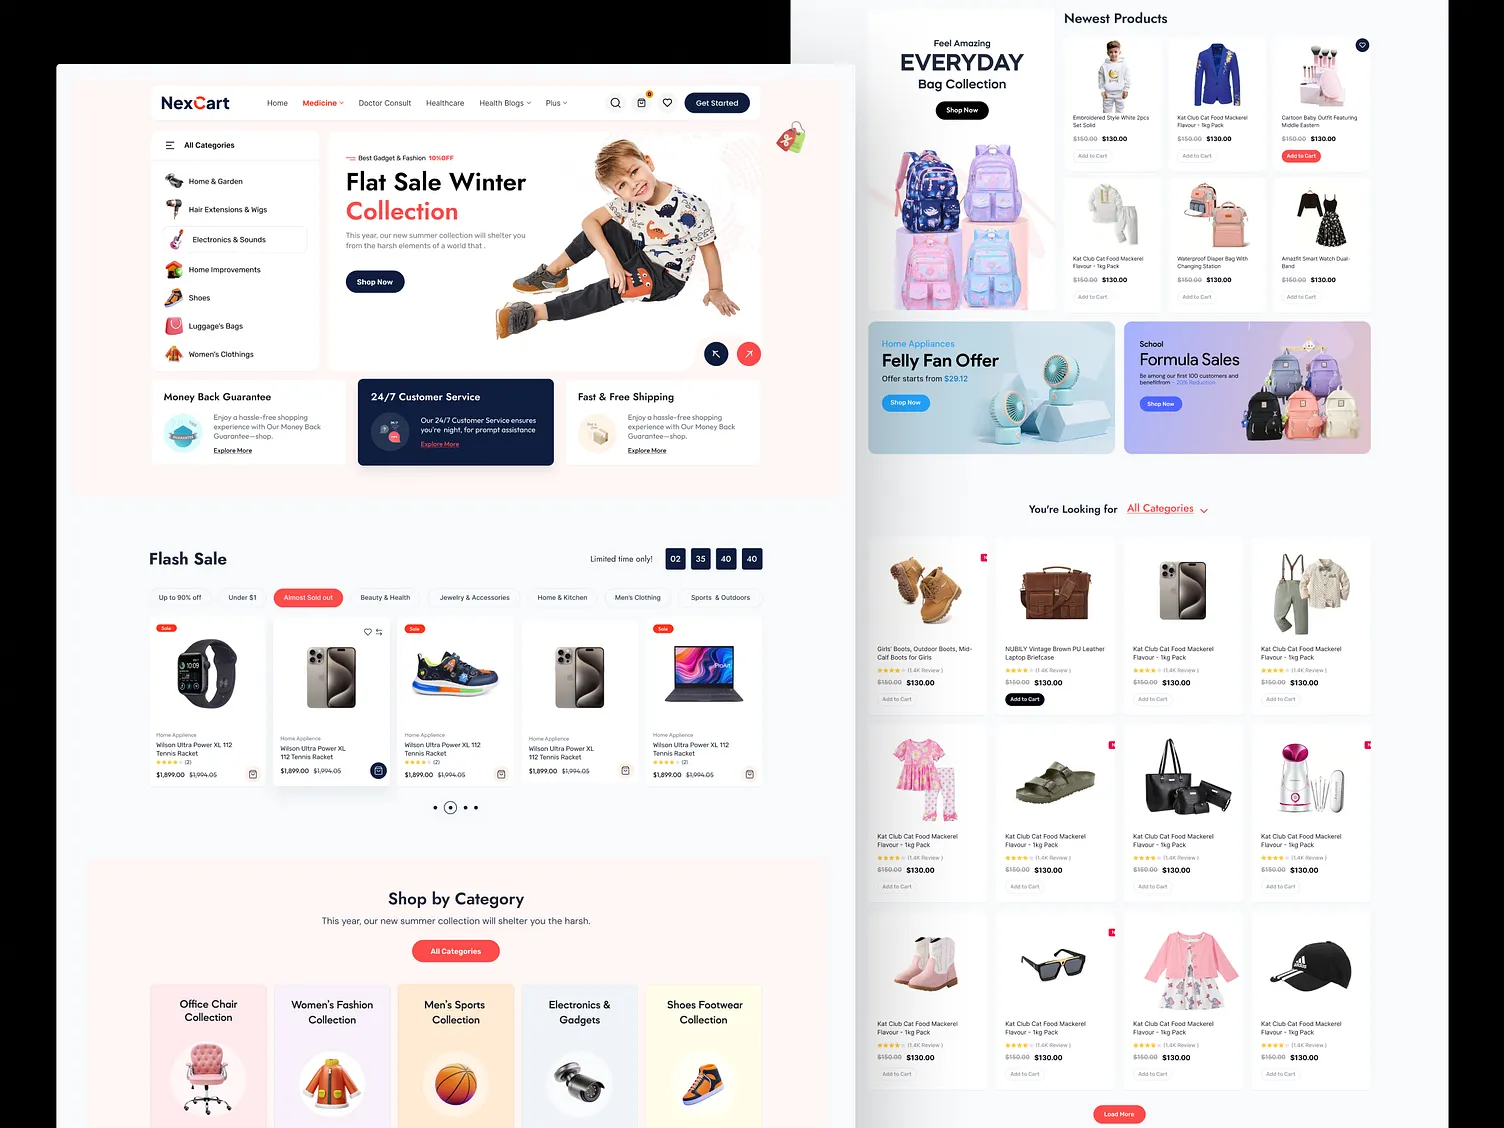 NexCart
Home
Medicine
Doctor Consult
Healthcare
Health Blogs
Plus
0
Get Started
All Categories
Home & Garden
Hair Extensions & Wigs
Electronics & Sounds
Home Improvements
Shoes
Luggage's Bags
Women's Clothings
Best Gadget & Fashion 10%OFF
Flat Sale Winter
Collection
This year, our new summer collection will shelter you
from the harsh elements of a world that .
Shop Now
Money Back Guarantee
Enjoy a hassle-free shopping
experience with Our Money Back
Guarantee—shop.
Explore More
24/7 Customer Service
Our 24/7 Customer Service ensures
you're night, for prompt assistance
Explore More
Fast & Free Shipping
Enjoy a hassle-free shopping
experience with Our Money Back
Guarantee—shop.
Explore More
Flash Sale
Limited time only!
02 35 40 40
Up to 90% off
Under $1
Almost Sold out
Beauty & Health
Jewelry & Accessories
Home & Kitchen
Men's Clothing
Sports & Outdoors
Sale
Home Applience
Wilson Ultra Power XL 112
Tennis Racket
(2)
$1,899.00 $1,994.05
Home Applience
Wilson Ultra Power XL
112 Tennis Racket
$1,899.00 $1,994.05
Sale
Home Applience
Wilson Ultra Power XL 112
Tennis Racket
(2)
$1,899.00 $1,994.05
Home Applience
Wilson Ultra Power XL
112 Tennis Racket
$1,899.00 $1,994.05
Sale
ProArt
Home Applience
Wilson Ultra Power XL 112
Tennis Racket
(2)
$1,899.00 $1,994.05
Shop by Category
This year, our new summer collection will shelter you the harsh.
All Categories
Office Chair
Collection
Women's Fashion
Collection
Men's Sports
Collection
Electronics &
Gadgets
Shoes Footwear
Collection
Feel Amazing
EVERYDAY
Bag Collection
Shop Now
Newest Products
Embroidered Style White 2pcs
Set Solid
$150.00 $130.00
Add to Cart
Kat Club Cat Food Mackerel
Flavour - 1kg Pack
$150.00 $130.00
Add to Cart
Cartoon Baby Outfit Featuring
Middle Eastern
$150.00 $130.00
Add to Cart
Kat Club Cat Food Mackerel
Flavour - 1kg Pack
$150.00 $130.00
Add to Cart
Waterproof Diaper Bag With
Changing Station
$150.00 $130.00
Add to Cart
Amazfit Smart Watch Dual-
Band
$150.00 $130.00
Add to Cart
Home Appliances
Felly Fan Offer
Offer starts from $29.12
Shop Now
School
Formula Sales
Be among our first 100 customers and
benefitfrom - 20% Reduction
Shop Now
You're Looking for All Categories
Girls' Boots, Outdoor Boots, Mid-
Calf Boots for Girls
(1.4K Review )
$150.00 $130.00
Add to Cart
NUBILY Vintage Brown PU Leather
Laptop Briefcase
(1.4K Review )
$150.00 $130.00
Add to Cart
Kat Club Cat Food Mackerel
Flavour - 1kg Pack
(1.4K Review )
$150.00 $130.00
Add to Cart
Kat Club Cat Food Mackerel
Flavour - 1kg Pack
(1.4K Review )
$150.00 $130.00
Add to Cart
Kat Club Cat Food Mackerel
Flavour - 1kg Pack
(1.4K Review )
$150.00 $130.00
Add to Cart
Kat Club Cat Food Mackerel
Flavour - 1kg Pack
(1.4K Review )
$150.00 $130.00
Add to Cart
Kat Club Cat Food Mackerel
Flavour - 1kg Pack
(1.4K Review )
$150.00 $130.00
Add to Cart
Kat Club Cat Food Mackerel
Flavour - 1kg Pack
(1.4K Review )
$150.00 $130.00
Add to Cart
Kat Club Cat Food Mackerel
Flavour - 1kg Pack
(1.4K Review )
$150.00 $130.00
Add to Cart
Kat Club Cat Food Mackerel
Flavour - 1kg Pack
(1.4K Review )
$150.00 $130.00
Add to Cart
Kat Club Cat Food Mackerel
Flavour - 1kg Pack
(1.4K Review )
$150.00 $130.00
Add to Cart
adidas
Kat Club Cat Food Mackerel
Flavour - 1kg Pack
(1.4K Review )
$150.00 $130.00
Add to Cart
Load More